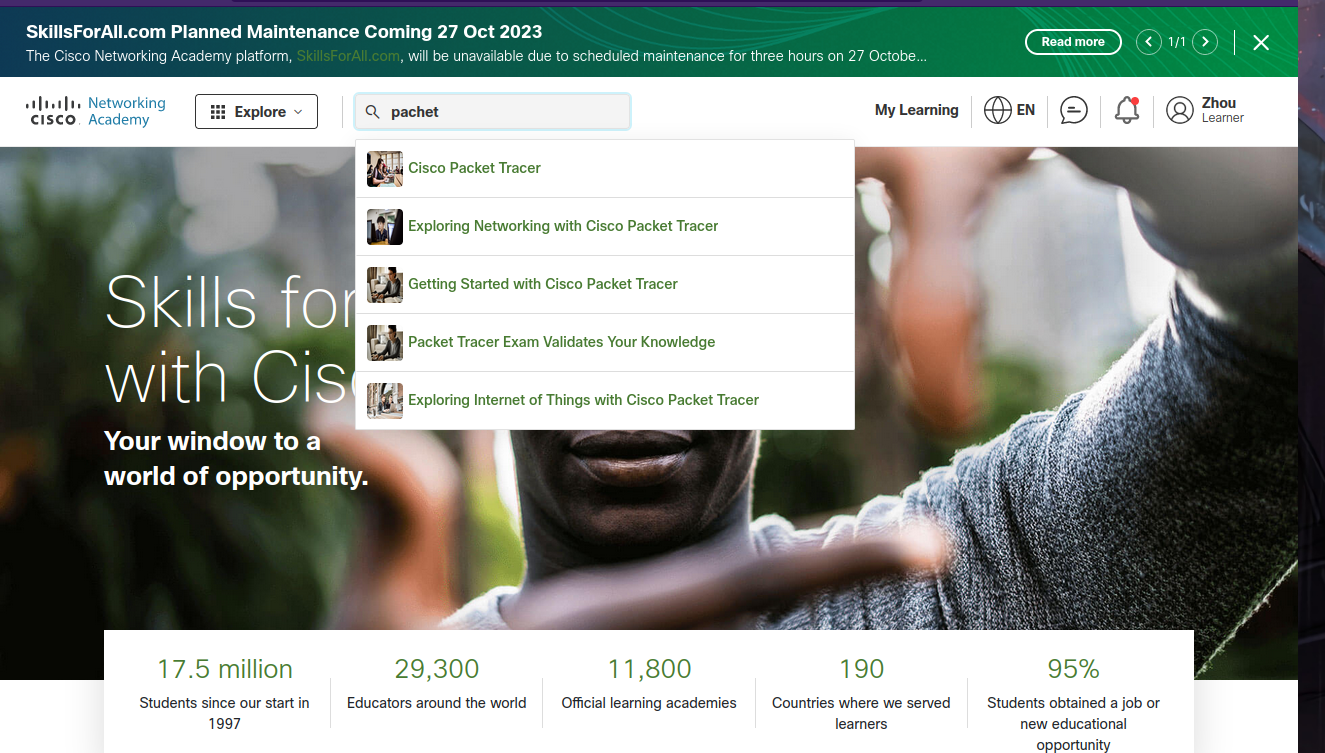 SkillsForAll.com Planned Maintenance Coming 27 Oct 2023
The Cisco Networking Academy platform, SkillsForAll.com, will be unavailable due to scheduled maintenance for three hours on 27 Octobe...
Read more
1/1
CISCO
Networking
Academy
Explore
pachet
My Learning
EN
Zhou
Learner
Cisco Packet Tracer
Exploring Networking with Cisco Packet Tracer
Getting Started with Cisco Packet Tracer
Packet Tracer Exam Validates Your Knowledge
Exploring Internet of Things with Cisco Packet Tracer
Skills for
with Cis
Your window to a
world of opportunity.
17.5 million
Students since our start in
1997
29,300
Educators around the world
11,800
Official learning academies
190
Countries where we served
learners
95%
Students obtained a job or
new educational
opportunity